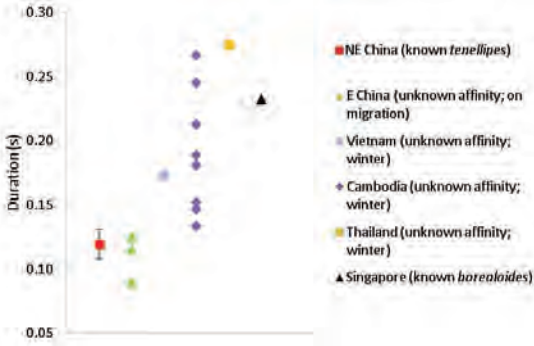 0.30
0.25
0.20
0.15
0.10
0.05
Duration (s)
NE China (known tenellipes)
E China (unknown affinity; on
migration)
Vietnam (unknown affinity;
winter)
Cambodia (unknown affinity;
winter)
Thailand (unknown affinity;
winter)
Singapore (known borealoides)